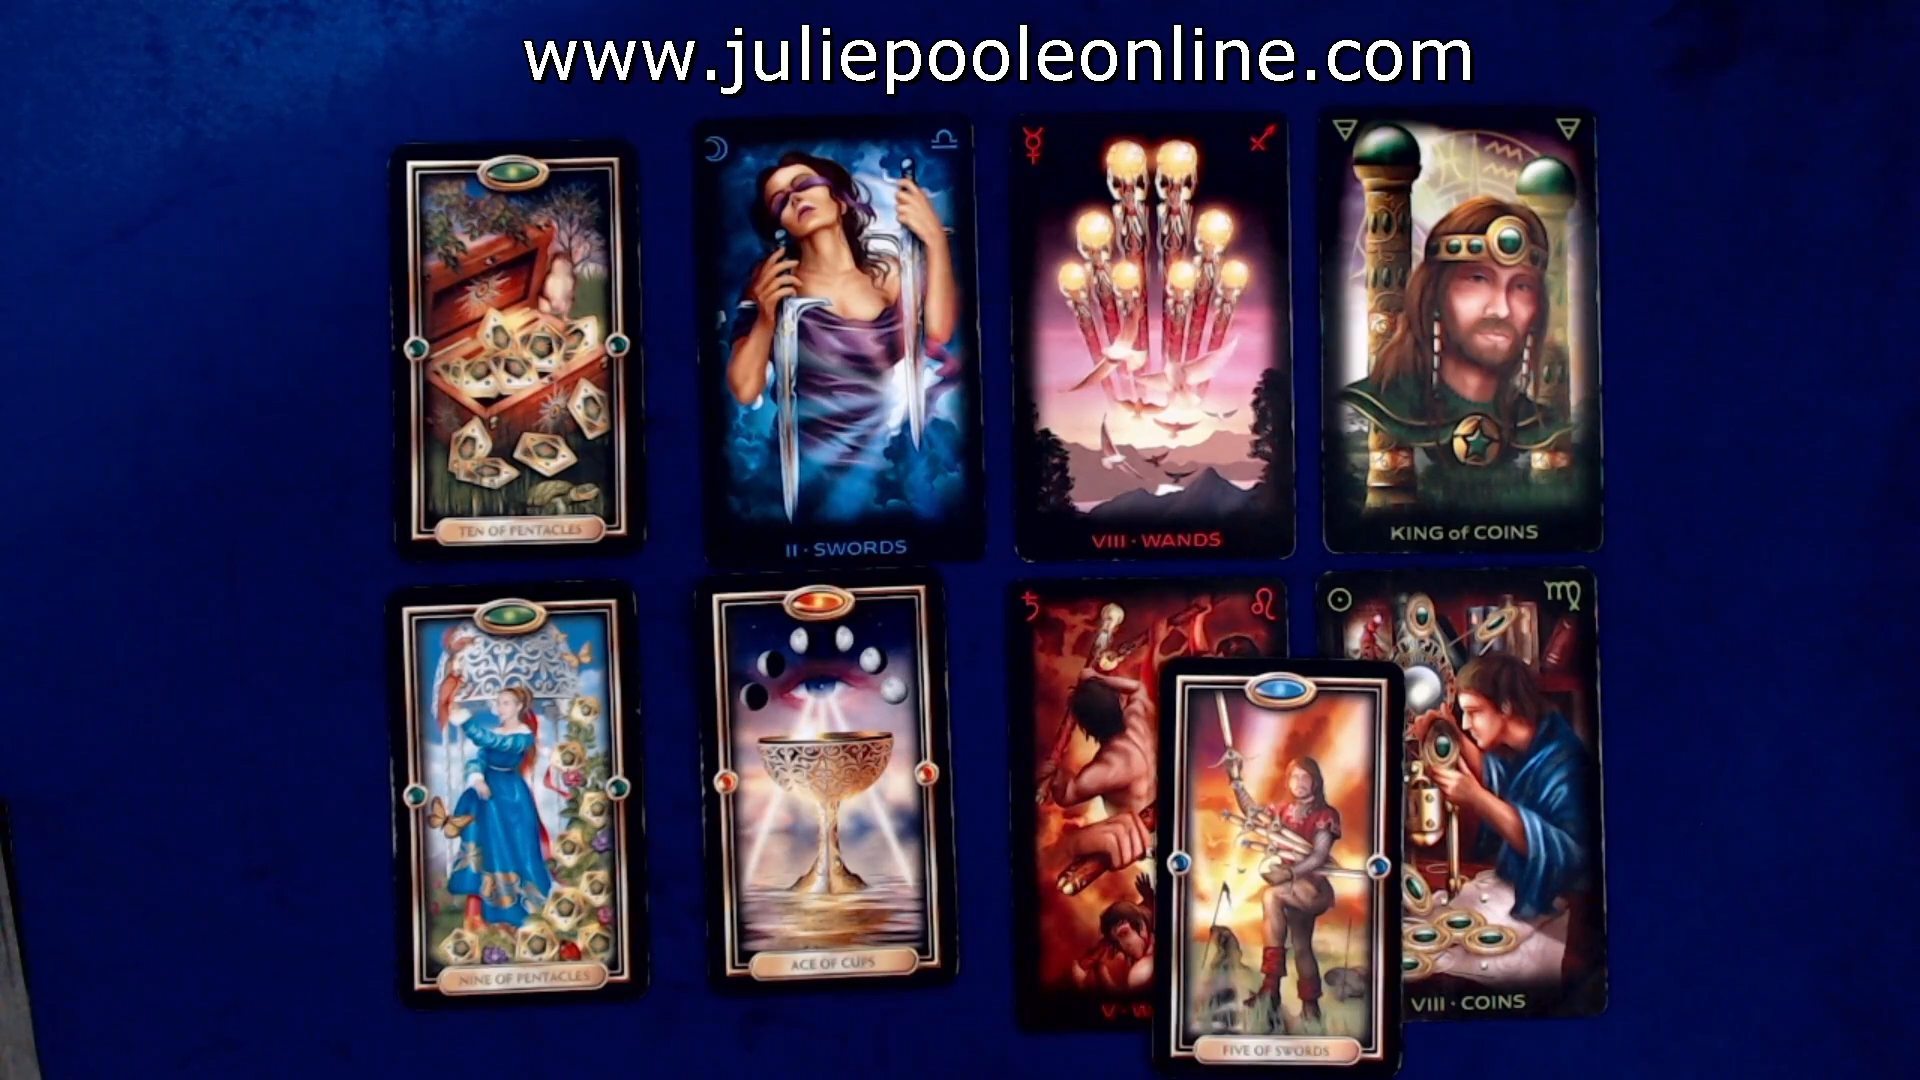 www.juliepooleonline.com
TEN OF PENTACLES
II · SWORDS
VIII · WANDS
KING of COINS
NINE OF PENTACLES
ACE OF CUPS
V · W
FIVE OF SWORDS
VIII · COINS